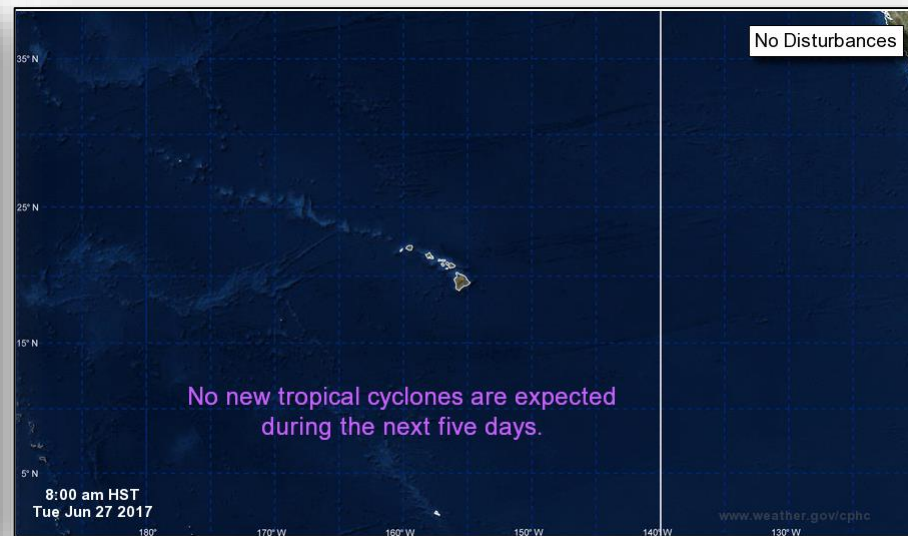 No Disturbances
35° N
25° N
15° N
No new tropical cyclones are expected
during the next five days.
5° N
8:00 am HST
Tue Jun 27 2017
www.weather.gov/cphc
180°
170° W
160° W
150° W
140° W
130° W